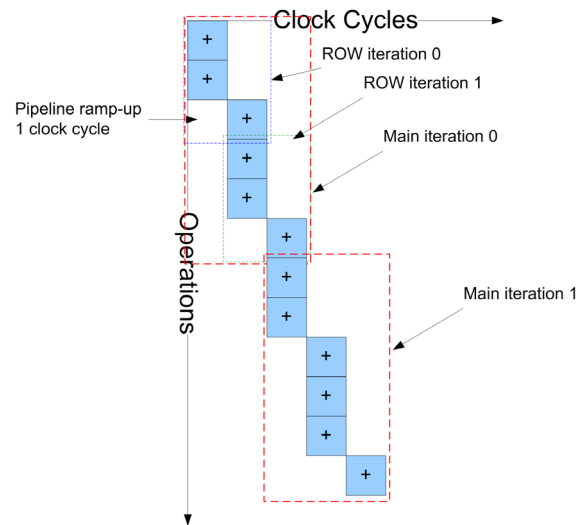 Clock Cycles
+
+
ROW iteration 0
ROW iteration 1
Pipeline ramp-up
1 clock cycle
+
Main iteration 0
+
+
Operations
+
+
Main iteration 1
+
+
+
+
+